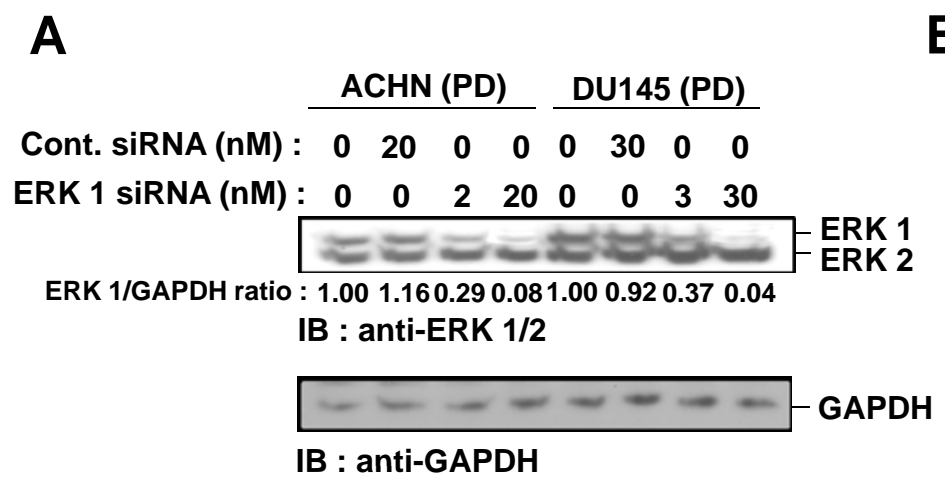 A
ACHN (PD) DU145 (PD)
Cont. siRNA (nM) : 0 20 0 0 0 30 0 0
ERK 1 siRNA (nM) : 0 0 2 20 0 0 3 30
ERK 1
ERK 2
ERK 1/GAPDH ratio : 1.00 1.16 0.29 0.08 1.00 0.92 0.37 0.04
IB : anti-ERK 1/2
GAPDH
IB : anti-GAPDH